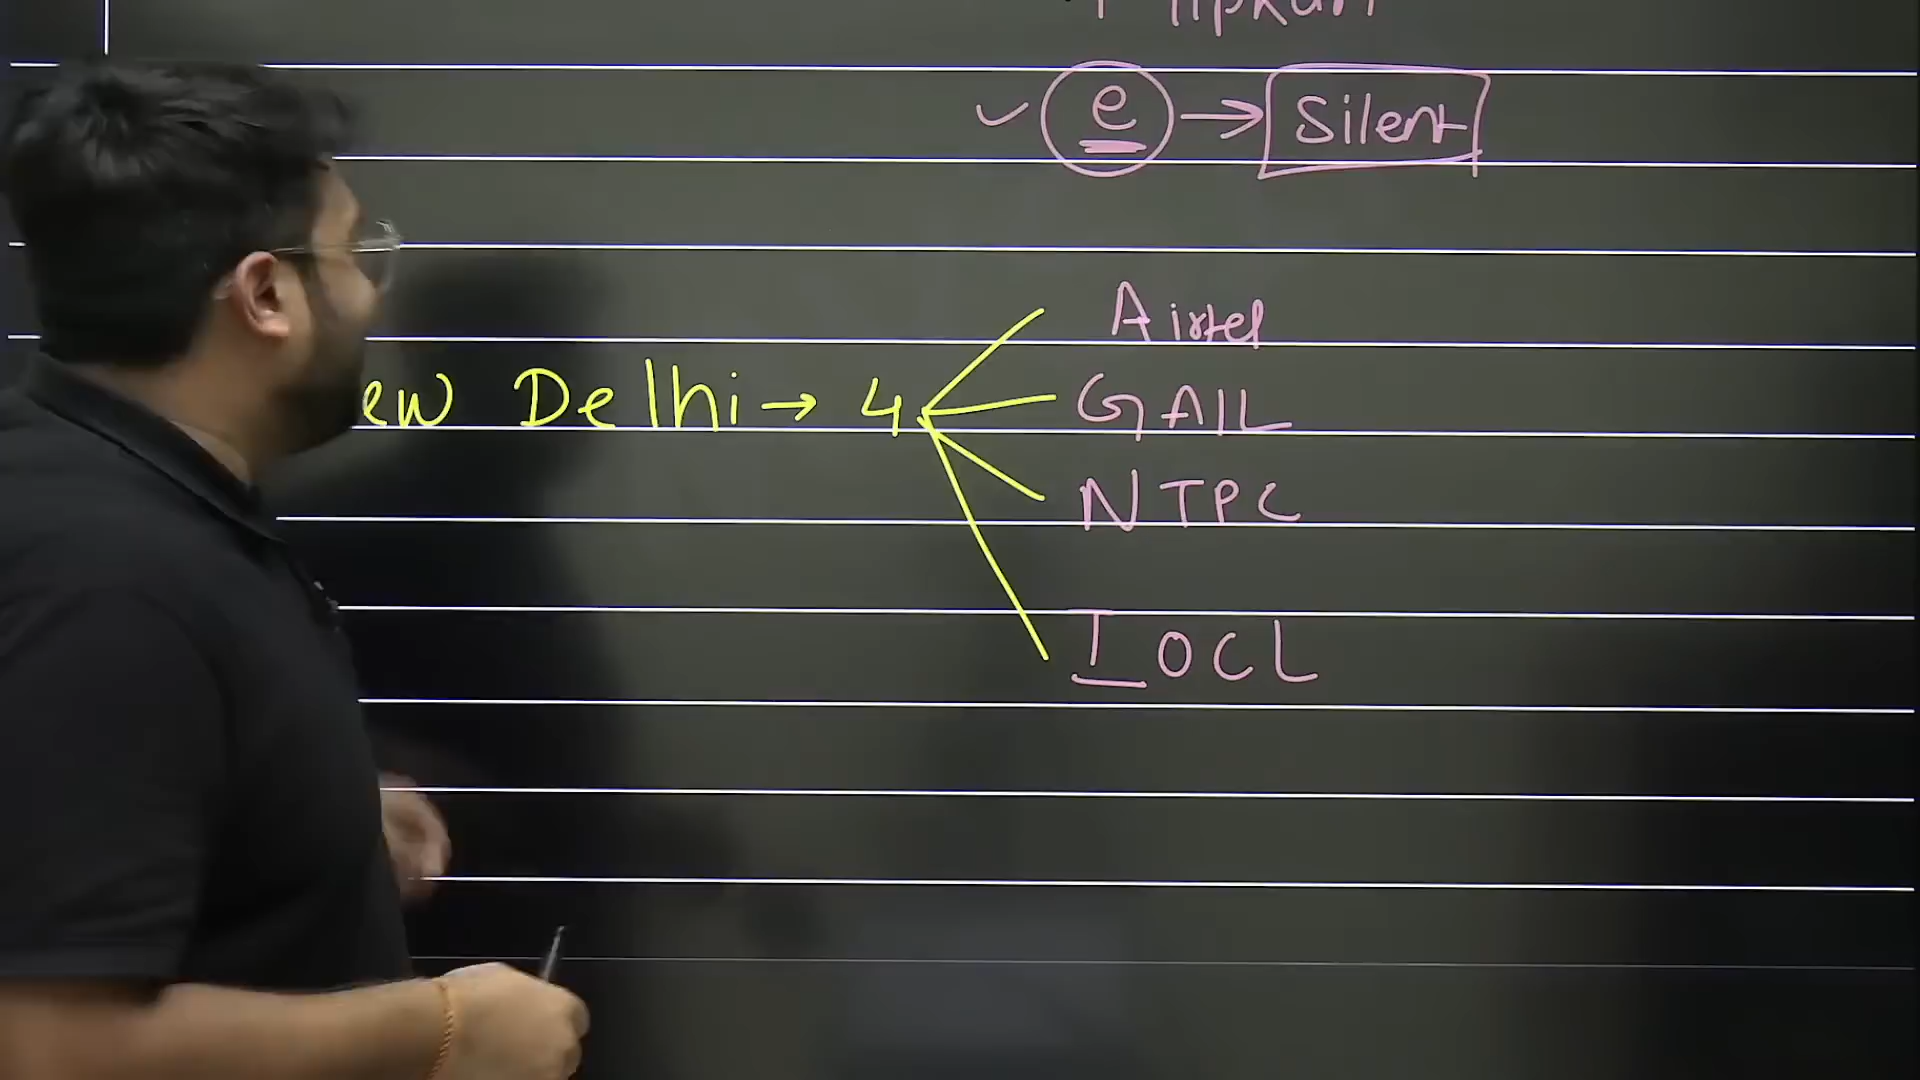 e → Silent
ew Delhi → 4
Airtel
GAIL
NTPC
IOCL